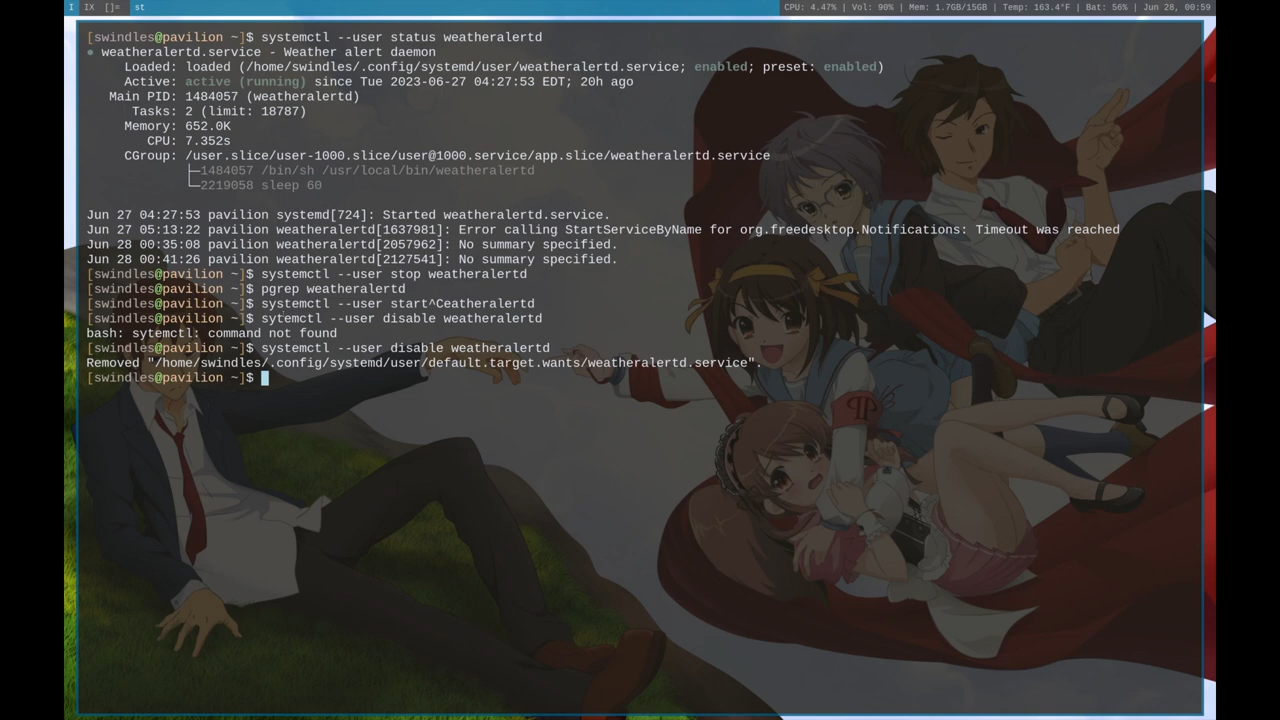 I IX []= st CPU: 4.47% | Vol: 90% | Mem: 1.7GB/15GB | Temp: 163.4°F | Bat: 56% | Jun 28, 00:59
[swindles@pavilion ~]$ systemctl --user status weatheralertd
● weatheralertd.service - Weather alert daemon
     Loaded: loaded (/home/swindles/.config/systemd/user/weatheralertd.service; enabled; preset: enabled)
     Active: active (running) since Tue 2023-06-27 04:27:53 EDT; 20h ago
   Main PID: 1484057 (weatheralertd)
      Tasks: 2 (limit: 18787)
     Memory: 652.0K
        CPU: 7.352s
     CGroup: /user.slice/user-1000.slice/user@1000.service/app.slice/weatheralertd.service
             ├─1484057 /bin/sh /usr/local/bin/weatheralertd
             └─2219058 sleep 60
Jun 27 04:27:53 pavilion systemd[724]: Started weatheralertd.service.
Jun 27 05:13:22 pavilion weatheralertd[1637981]: Error calling StartServiceByName for org.freedesktop.Notifications: Timeout was reached
Jun 28 00:35:08 pavilion weatheralertd[2057962]: No summary specified.
Jun 28 00:41:26 pavilion weatheralertd[2127541]: No summary specified.
[swindles@pavilion ~]$ systemctl --user stop weatheralertd
[swindles@pavilion ~]$ pgrep weatheralertd
[swindles@pavilion ~]$ systemctl --user start^Ceatheralertd
[swindles@pavilion ~]$ sytemctl --user disable weatheralertd
bash: sytemctl: command not found
[swindles@pavilion ~]$ systemctl --user disable weatheralertd
Removed "/home/swindles/.config/systemd/user/default.target.wants/weatheralertd.service".
[swindles@pavilion ~]$